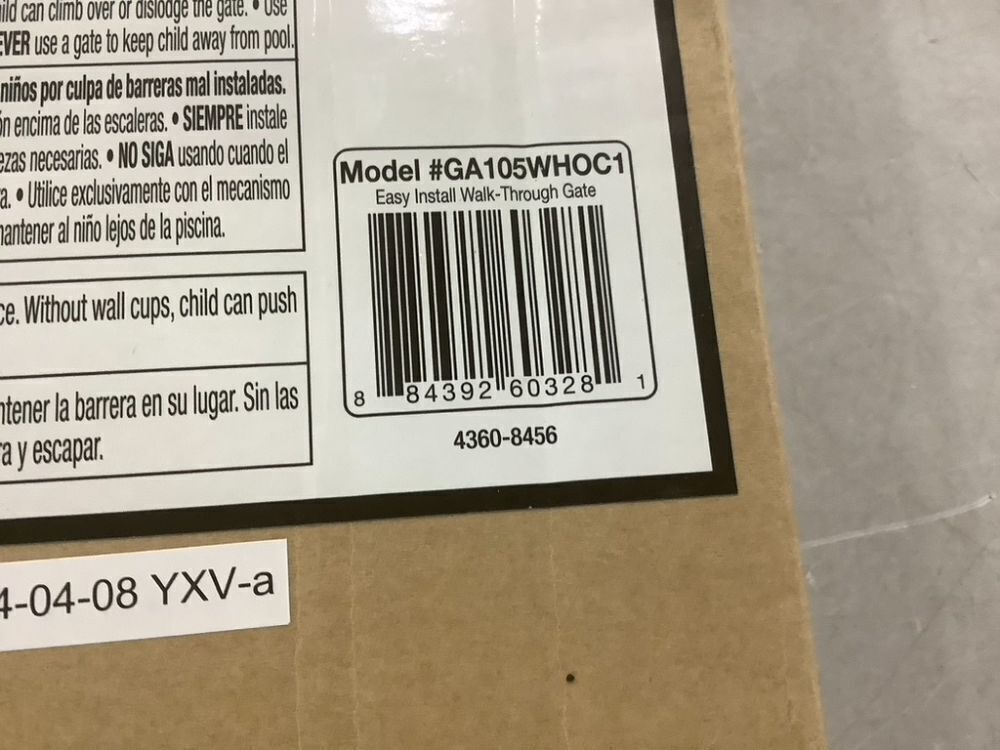 can climb over or dislodge the gate. • Use
EVER use a gate to keep child away from pool.
niños por culpa de barreras mal instaladas.
encima de las escaleras. • SIEMPRE instale
necesarias. • NO SIGA usando cuando el
a. • Utilice exclusivamente con el mecanismo
mantener al niño lejos de la piscina.
ce. Without wall cups, child can push
ntener la barrera en su lugar. Sin las
ra y escapar.
Model #GA105WHOC1
Easy Install Walk-Through Gate
8 84392 60328 1
4360-8456
4-04-08 YXV-a